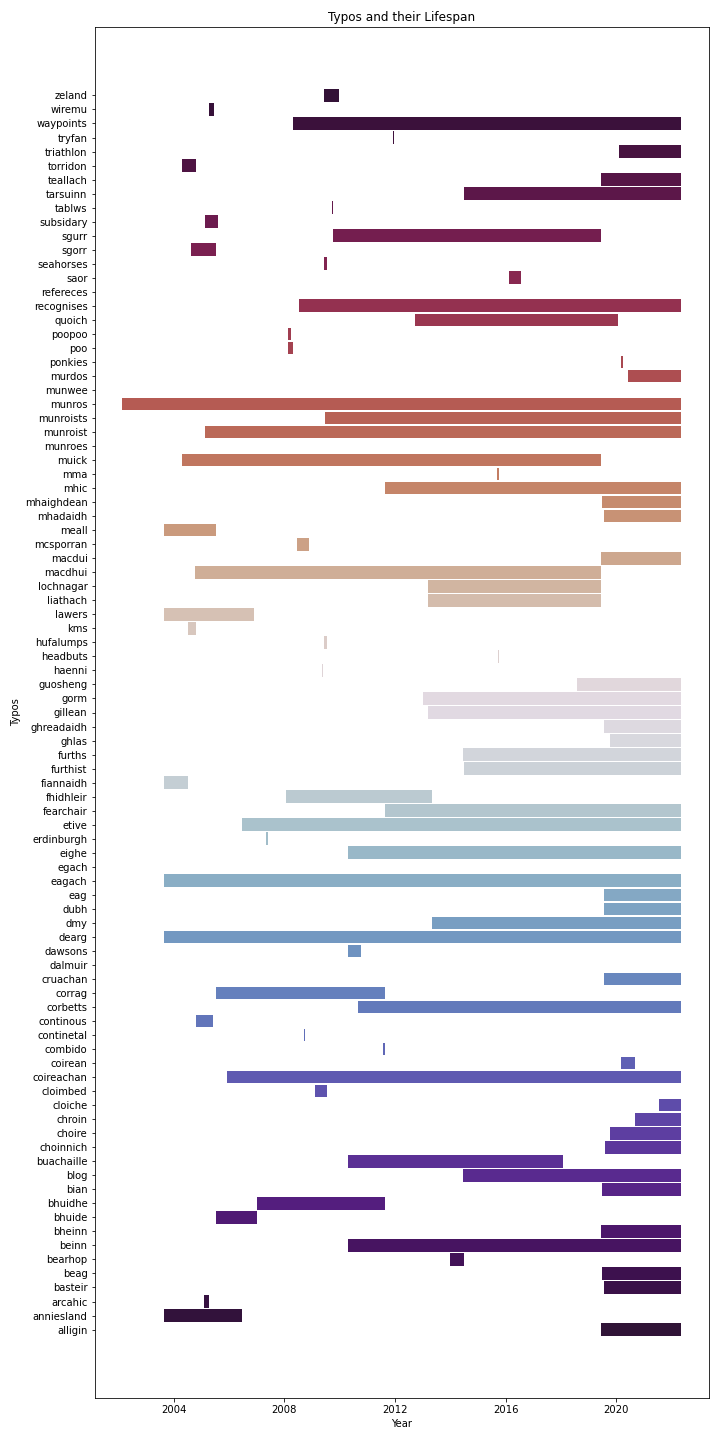 Typos and their Lifespan
zeland
wiremu
waypoints
tryfan
triathlon
torridon
teallach
tarsuinn
tablws
subsidary
sgurr
sgorr
seahorses
saor
refereces
recognises
quoich
poopoo
poo
ponkies
murdos
munwee
munros
munroists
munroist
munroes
muick
mma
mhic
mhaighdean
mhadaidh
meall
mcsporran
macdui
macdhui
lochnagar
liathach
lawers
kms
hufalumps
headbuts
haenni
guosheng
gorm
gillean
ghreadaidh
ghlas
furths
furthist
fiannaidh
fhidhleir
fearchair
etive
erdinburgh
eighe
egach
eagach
eag
dubh
dmy
dearg
dawsons
dalmuir
cruachan
corrag
corbetts
continous
continetal
combido
coirean
coireachan
cloimbed
cloiche
chroin
choire
choinnich
buachaille
blog
bian
bhuidhe
bhuide
bheinn
beinn
bearhop
beag
basteir
arcahic
anniesland
alligin
Typos
2004 2008 2012 2016 2020
Year